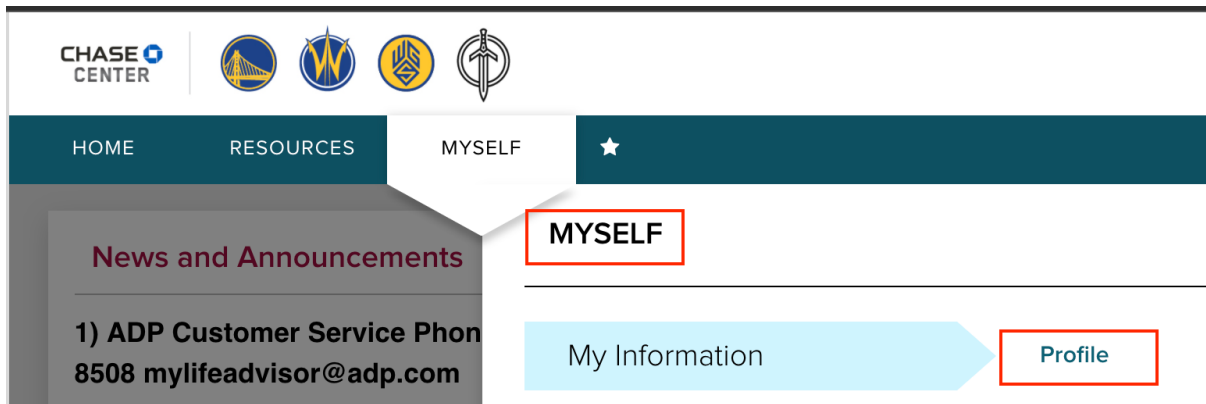 CHASE
CENTER
HOME
RESOURCES
MYSELF
MYSELF
News and Announcements
1) ADP Customer Service Phon
8508 mylifeadvisor@adp.com
My Information
Profile